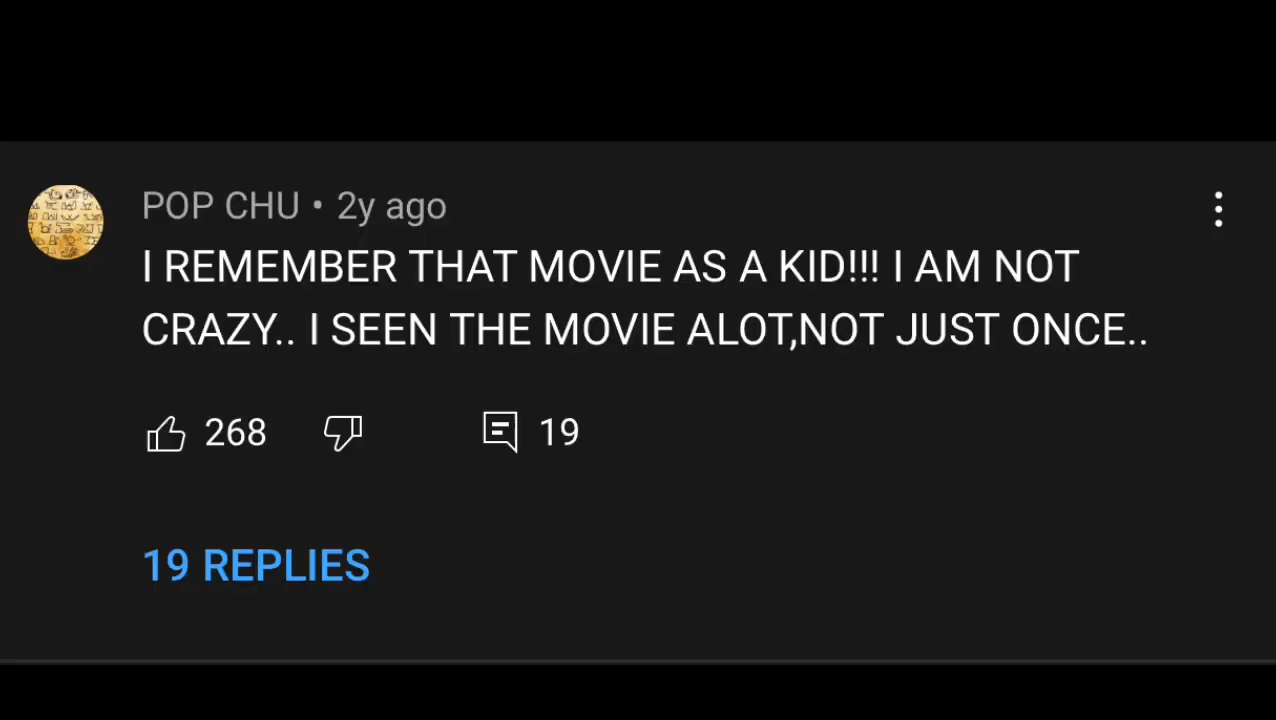 POP CHU • 2y ago
I REMEMBER THAT MOVIE AS A KID!!! I AM NOT
CRAZY.. I SEEN THE MOVIE ALOT,NOT JUST ONCE..
268 19
19 REPLIES